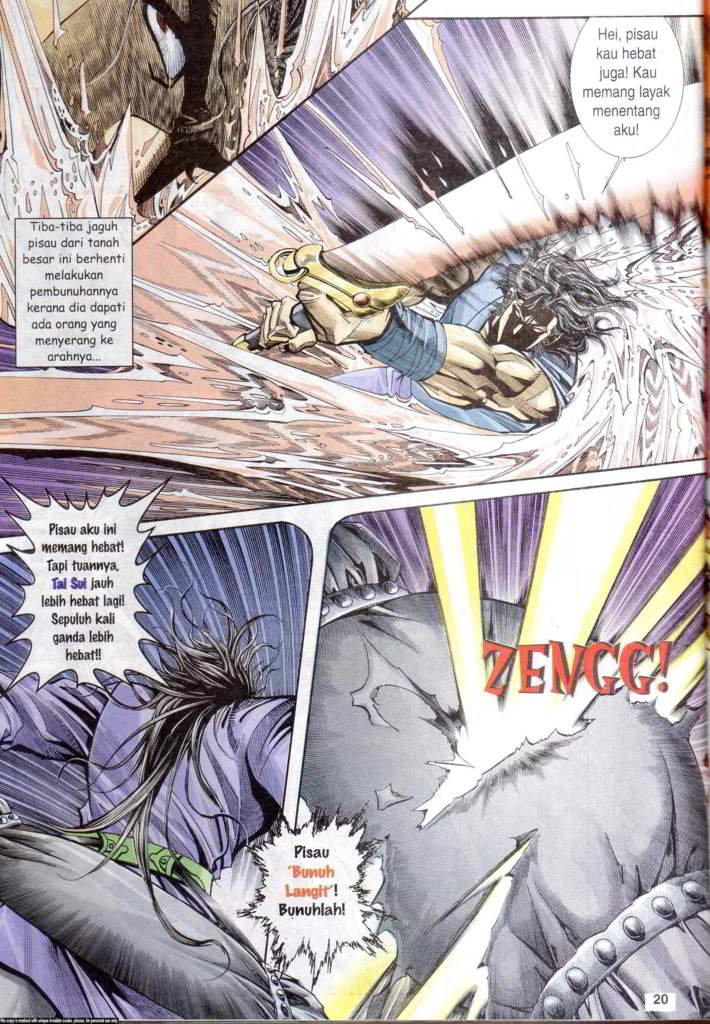 Hei, pisau
kau hebat
juga! Kau
memang layak
menentang
aku!
Tiba-tiba jaguh
pisau dari tanah
besar ini berhenti
melakukan
pembunuhannya
kerana dia dapati
ada orang yang
menyerang ke
arahnya...
Pisau aku ini
memang hebat!
Tapi tuannya,
Tai Sui jauh
lebih hebat lagi!
Sepuluh kali
ganda lebih
hebat!!
ZENGG!
Pisau
'Bunuh
Langit'!
Bunuhlah!
20